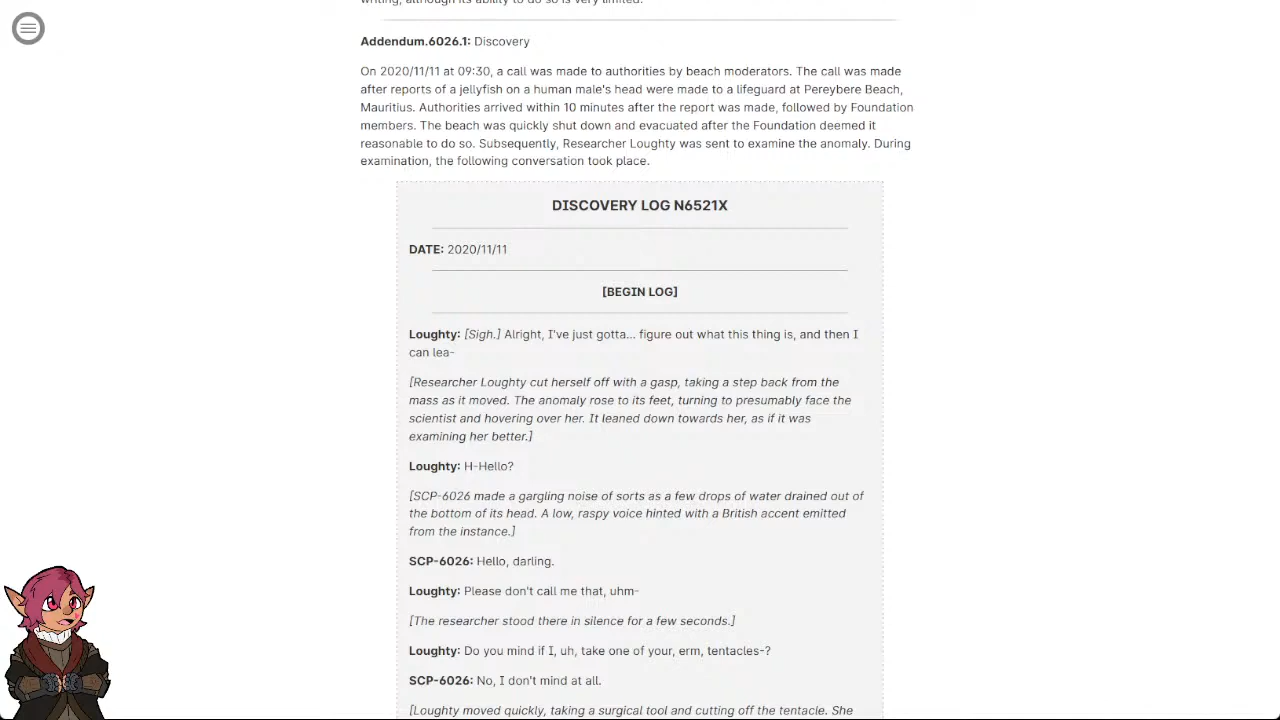 writing, although its ability to do so is very limited.
Addendum.6026.1: Discovery
On 2020/11/11 at 09:30, a call was made to authorities by beach moderators. The call was made
after reports of a jellyfish on a human male's head were made to a lifeguard at Pereybere Beach,
Mauritius. Authorities arrived within 10 minutes after the report was made, followed by Foundation
members. The beach was quickly shut down and evacuated after the Foundation deemed it
reasonable to do so. Subsequently, Researcher Loughty was sent to examine the anomaly. During
examination, the following conversation took place.
DISCOVERY LOG N6521X
DATE: 2020/11/11
[BEGIN LOG]
Loughty: [Sigh.] Alright, I've just gotta... figure out what this thing is, and then I
can lea-
[Researcher Loughty cut herself off with a gasp, taking a step back from the
mass as it moved. The anomaly rose to its feet, turning to presumably face the
scientist and hovering over her. It leaned down towards her, as if it was
examining her better.]
Loughty: H-Hello?
[SCP-6026 made a gargling noise of sorts as a few drops of water drained out of
the bottom of its head. A low, raspy voice hinted with a British accent emitted
from the instance.]
SCP-6026: Hello, darling.
Loughty: Please don't call me that, uhm-
[The researcher stood there in silence for a few seconds.]
Loughty: Do you mind if I, uh, take one of your, erm, tentacles-?
SCP-6026: No, I don't mind at all.
[Loughty moved quickly, taking a surgical tool and cutting off the tentacle. She